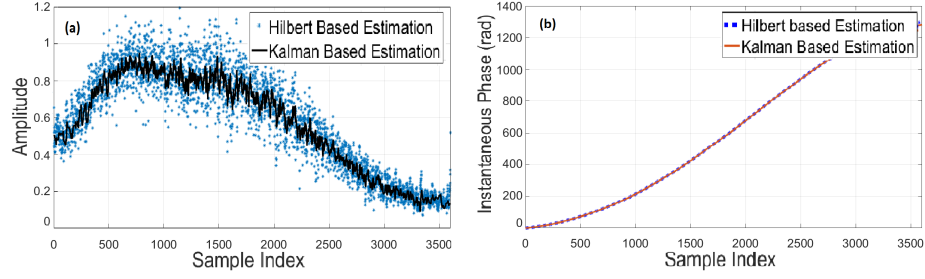 (a)
Hilbert Based Estimation
Kalman Based Estimation
1.2
1
0.8
0.6
0.4
0.2
0
Amplitude
0 500 1000 1500 2000 2500 3000 3500
Sample Index
(b)
Hilbert based Estimation
Kalman Based Estimation
1400
1200
1000
800
600
400
200
0
Instantaneous Phase (rad)
0 500 1000 1500 2000 2500 3000 3500
Sample Index